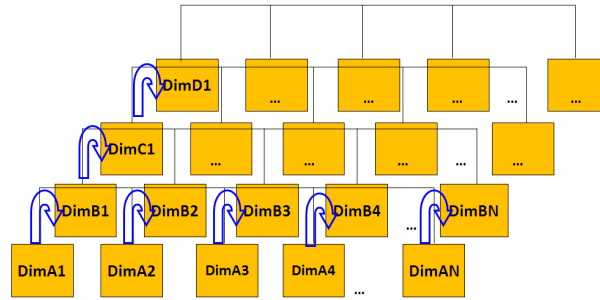 DimD1 ... ... ... ... ... ...
DimC1 ... ... ... ... ...
DimB1 DimB2 DimB3 DimB4 ... DimBN
DimA1 DimA2 DimA3 DimA4 ... DimAN